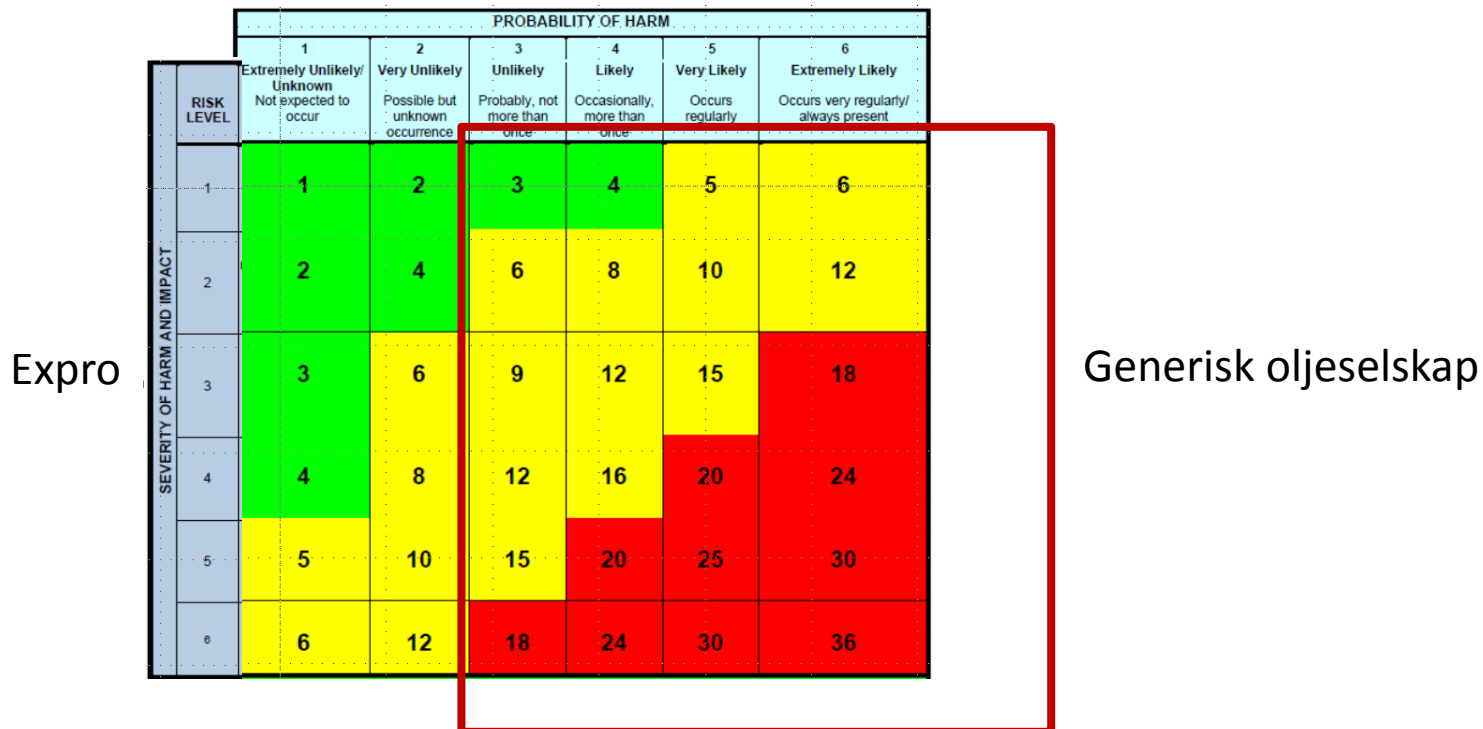 PROBABILITY OF HARM
1 2 3 4 5 6
Extremely Unlikely/ Unknown Very Unlikely Unlikely Likely Very Likely Extremely Likely
Not expected to occur Possible but unknown occurrence Probably, not more than once Occasionally, more than once Occurs regularly Occurs very regularly/ always present
RISK LEVEL
SEVERITY OF HARM AND IMPACT
1 1 2 3 4 5 6
2 2 4 6 8 10 12
3 3 6 9 12 15 18
4 4 8 12 16 20 24
5 5 10 15 20 25 30
6 6 12 18 24 30 36
Expro
Generisk oljeselskap